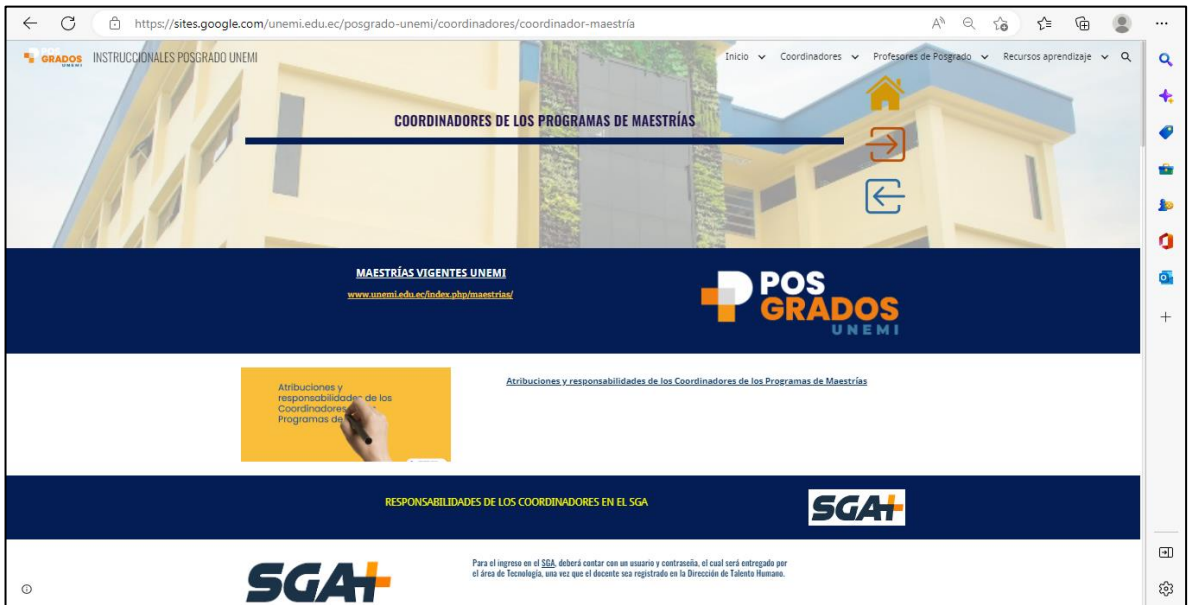 https://sites.google.com/unemi.edu.ec/posgrado-unemi/coordinadores/coordinador-maestría
POS
GRADOS
UNEMI
INSTRUCCIONALES POSGRADO UNEMI
Inicio Coordinadores Profesores de Posgrado Recursos aprendizaje
COORDINADORES DE LOS PROGRAMAS DE MAESTRÍAS
MAESTRÍAS VIGENTES UNEMI
www.unemi.edu.ec/index.php/maestrias/
POS
GRADOS
UNEMI
Atribuciones y
responsabilidades de los
Coordinadores
Programas de
Atribuciones y responsabilidades de los Coordinadores de los Programas de Maestrías
RESPONSABILIDADES DE LOS COORDINADORES EN EL SGA
SGA+
SGA+
Para el ingreso en el SGA, deberá contar con un usuario y contraseña, el cual será entregado por
el área de Tecnología, una vez que el docente sea registrado en la Dirección de Talento Humano.